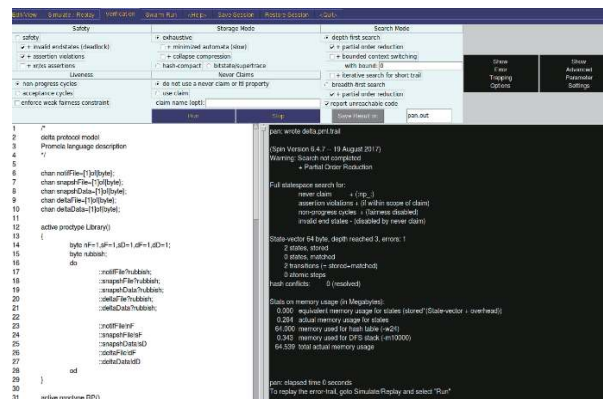 Edit/View Simulate / Replay Verification Swarm Run <Help> Save Session Restore Session <Quit>
Safety Storage Mode Search Mode
safety exhaustive depth-first search
+ invalid endstates (deadlock) + minimized automata (slow) + partial order reduction
+ assertion violations + collapse compression + bounded context switching
+ xr/xs assertions hash-compact bitstate/supertrace with bound: 0
Liveness Never Claims + iterative search for short trail
non-progress cycles do not use a never claim or ltl property breadth-first search
acceptance cycles use claim + partial order reduction
enforce weak fairness constraint claim name (opt): report unreachable code
Run Stop Save Result in: pan.out
Show
Error
Trapping
Options
Show
Advanced
Parameter
Settings
1 /*
2 delta protocol model
3 Promela language description
4 */
5
6 chan notifFile=[1]of{byte};
7 chan snapshFile=[1]of{byte};
8 chan snapshData=[1]of{byte};
9 chan deltaFile=[1]of{byte};
10 chan deltaData=[1]of{byte};
11
12 active proctype Library()
13 {
14 byte nF=1,sF=1,sD=1,dF=1,dD=1;
15 byte rubbish;
16 do
17 ::notifFile?rubbish;
18 ::snapshFile?rubbish;
19 ::snapshData?rubbish;
20 ::deltaFile?rubbish;
21 ::deltaData?rubbish;
22
23 ::notifFile!nF
24 ::snapshFile!sF
25 ::snapshData!sD
26 ::deltaFile!dF
27 ::deltaData!dD
28 od
29 }
30
31 active proctype RP()
pan: wrote delta.pml.trail
(Spin Version 6.4.7 -- 19 August 2017)
Warning: Search not completed
+ Partial Order Reduction
Full statespace search for:
never claim + (:np_:)
assertion violations + (if within scope of claim)
non-progress cycles + (fairness disabled)
invalid end states - (disabled by never claim)
State-vector 64 byte, depth reached 3, errors: 1
2 states, stored
0 states, matched
2 transitions (= stored+matched)
0 atomic steps
hash conflicts: 0 (resolved)
Stats on memory usage (in Megabytes):
0.000 equivalent memory usage for states (stored*(State-vector + overhead))
0.284 actual memory usage for states
64.000 memory used for hash table (-w24)
0.343 memory used for DFS stack (-m10000)
64.539 total actual memory usage
pan: elapsed time 0 seconds
To replay the error-trail, goto Simulate/Replay and select "Run"